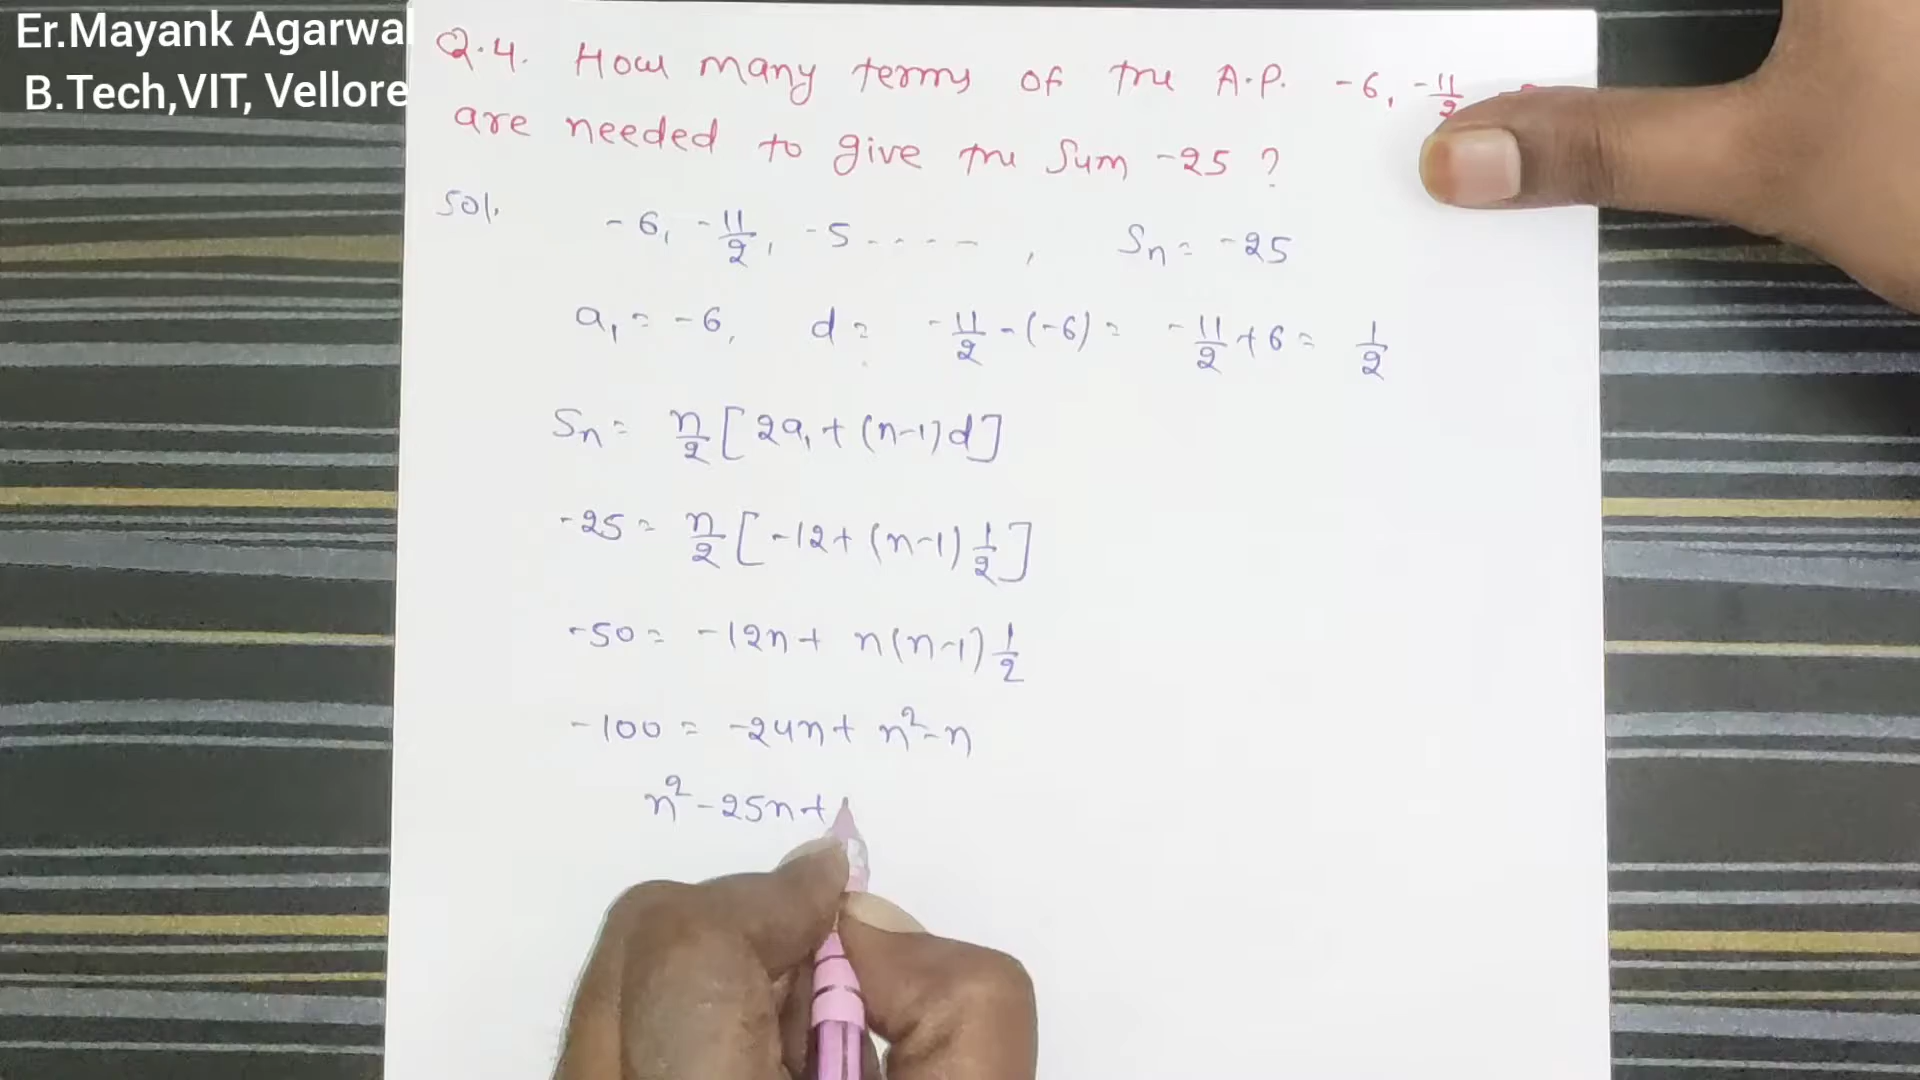 Er.Mayank Agarwal
B.Tech,VIT, Vellore
Q.4. How many terms of the A.P. -6, -11/2
are needed to give the Sum -25 ?
Sol.
-6, -11/2, -5 - - - - , Sn = -25
a₁ = -6, d = -11/2 - (-6) = -11/2 + 6 = 1/2
Sn = n/2 [2a₁ + (n-1)d]
-25 = n/2 [-12 + (n-1) 1/2]
-50 = -12n + n(n-1) 1/2
-100 = -24n + n² - n
n² - 25n +